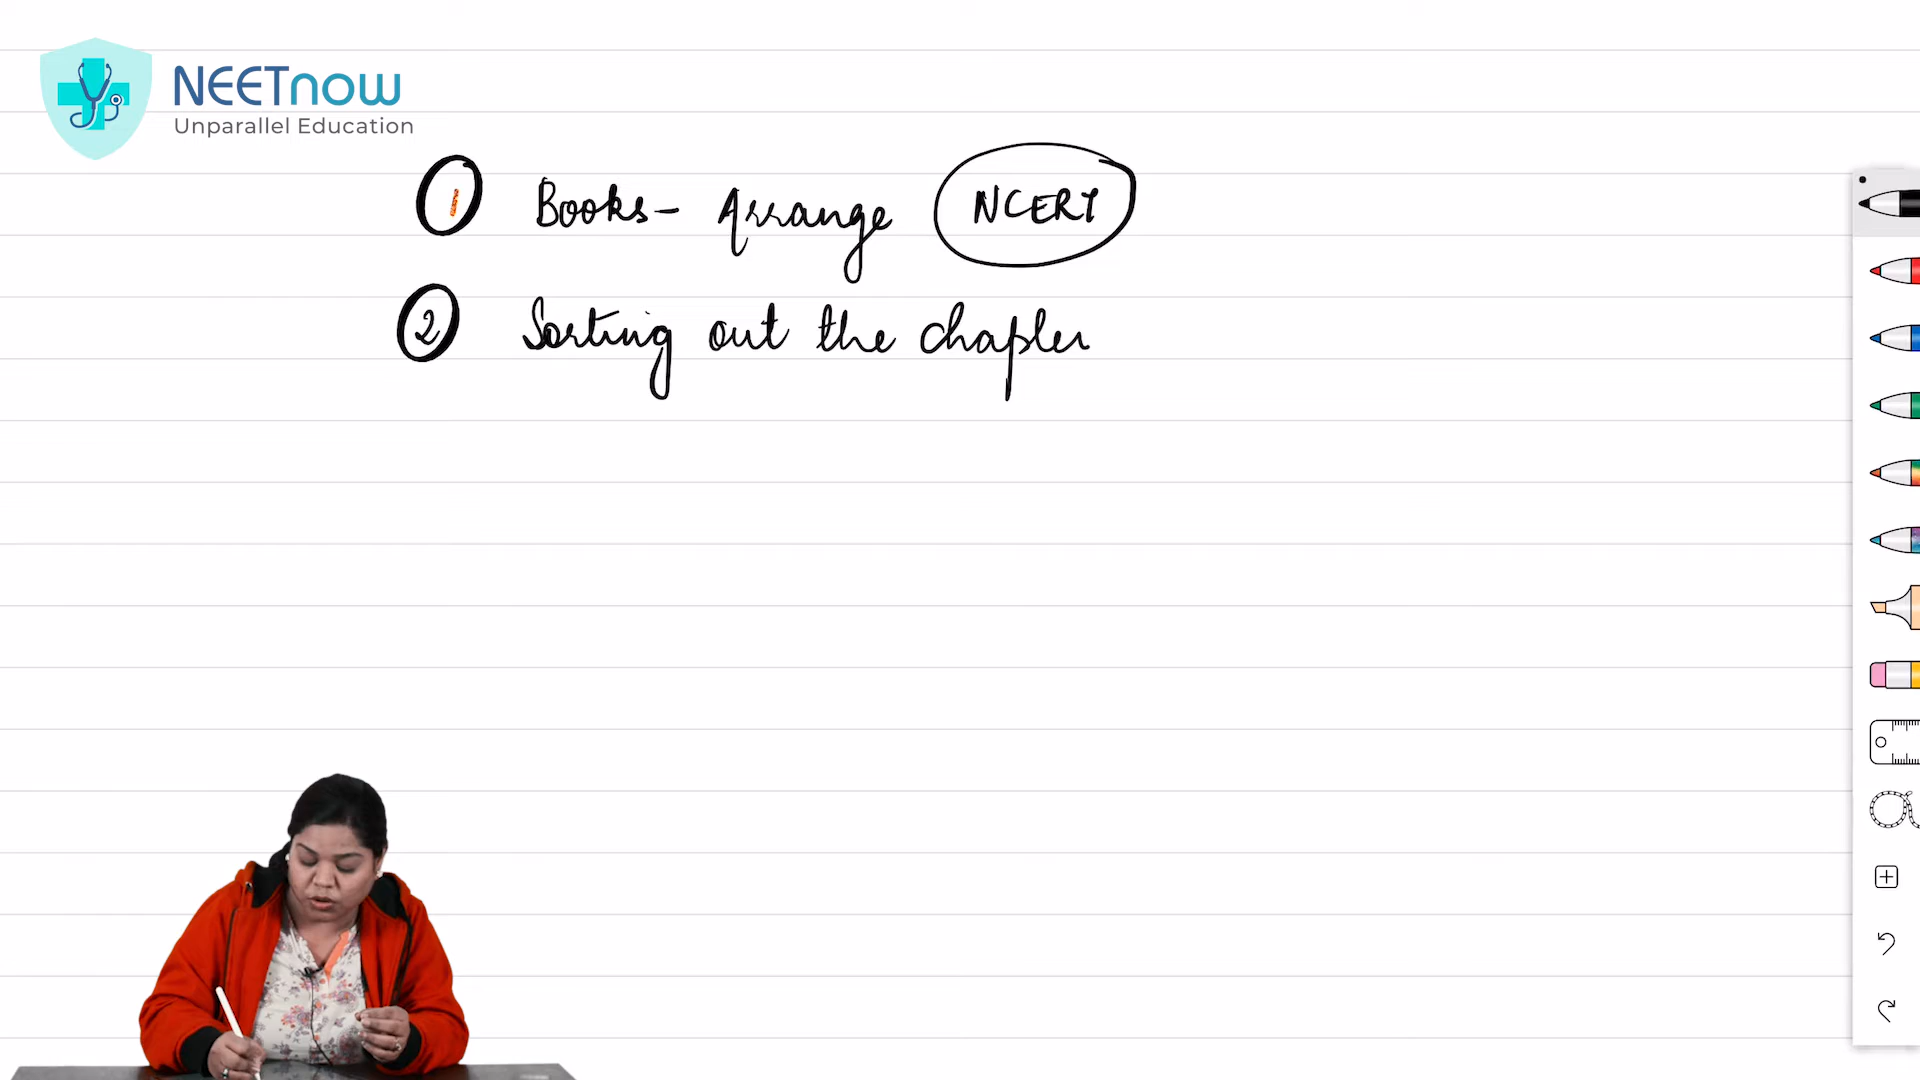 NEETnow
Unparallel Education
1 Books- Arrange NCERT
2 Sorting out the chapter